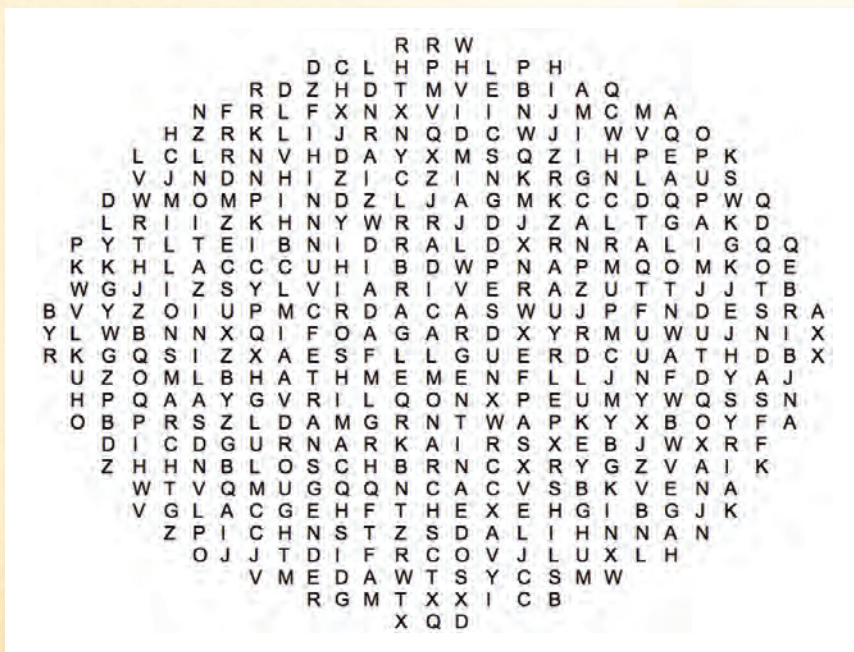 R R W
D C L H P H L P H
R D Z H D T M V E B I A Q
N F R L F X N X V I I N J M C M A
H Z R K L I J R N Q D C W J I W V Q O
L C L R N V H D A Y X M S Q Z I H P E P K
V J N D N H I Z I C Z I N K R G N L A U S
D W M O M P I N D Z L J A G M K C C D Q P W Q
L R I I Z K H N Y W R R J D J Z A L T G A K D
P Y T L T E I B N I D R A L D X R N R A L I G Q Q
K K H L A C C C U H I B D W P N A P M Q O M K O E
W G J I Z S Y L V I A R I V E R A Z U T T J J T B
B V Y Z O I U P M C R D A C A S W U J P F N D E S R A
Y L W B N N X Q I F O A G A R D X Y R M U W U J N I X
R K G Q S I Z X A E S F L L G U E R D C U A T H D B X
U Z O M L B H A T H M E M E N F L L J N F D Y A J
H P Q A A Y G V R I L Q O N X P E U M Y W Q S S N
O B P R S Z L D A M G R N T W A P K Y X B O Y F A
D I C D G U R N A R K A I R S X E B J W X R F
Z H H N B L O S C H B R N C X R Y G Z V A I K
W T V Q M U G Q Q N C A C V S B K V E N A
V G L A C G E H F T H E X E H G I B G J K
Z P I C H N S T Z S D A L I H N N A N
O J J T D I F R C O V J L U X L H
V M E D A W T S Y C S M W
R G M T X X I C B
X Q D